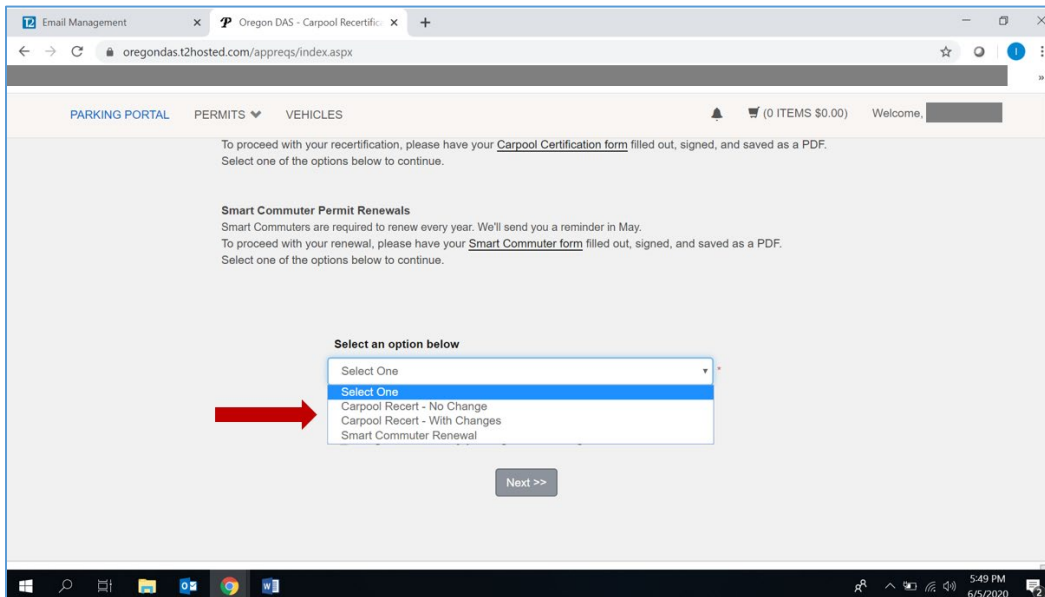 T2 Email Management
Oregon DAS - Carpool Recertific
oregondas.t2hosted.com/appreqs/index.aspx
I
»
PARKING PORTAL PERMITS VEHICLES (0 ITEMS $0.00) Welcome,
To proceed with your recertification, please have your Carpool Certification form filled out, signed, and saved as a PDF.
Select one of the options below to continue.
Smart Commuter Permit Renewals
Smart Commuters are required to renew every year. We'll send you a reminder in May.
To proceed with your renewal, please have your Smart Commuter form filled out, signed, and saved as a PDF.
Select one of the options below to continue.
Select an option below
Select One *
Select One
Carpool Recert - No Change
Carpool Recert - With Changes
Smart Commuter Renewal
Next >>
5:49 PM
6/5/2020
2